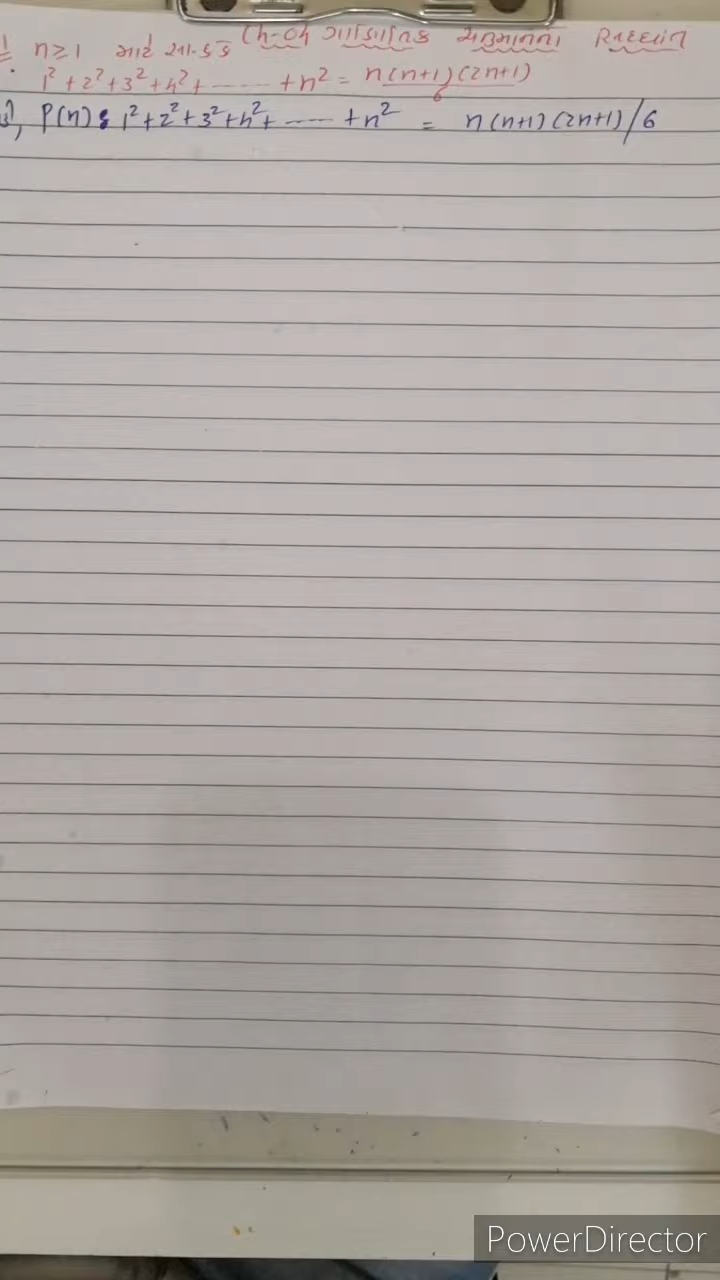 Ch-04 ગાણિતિક અનુમાનનો સિદ્ધાંત
1 n ≥ 1 માટે સા.ક.કે
1² + 2² + 3² + 4² + ------ + n² = n(n+1)(2n+1)/6
P(n) : 1² + 2² + 3² + 4² + ----- + n² = n(n+1)(2n+1)/6
PowerDirector